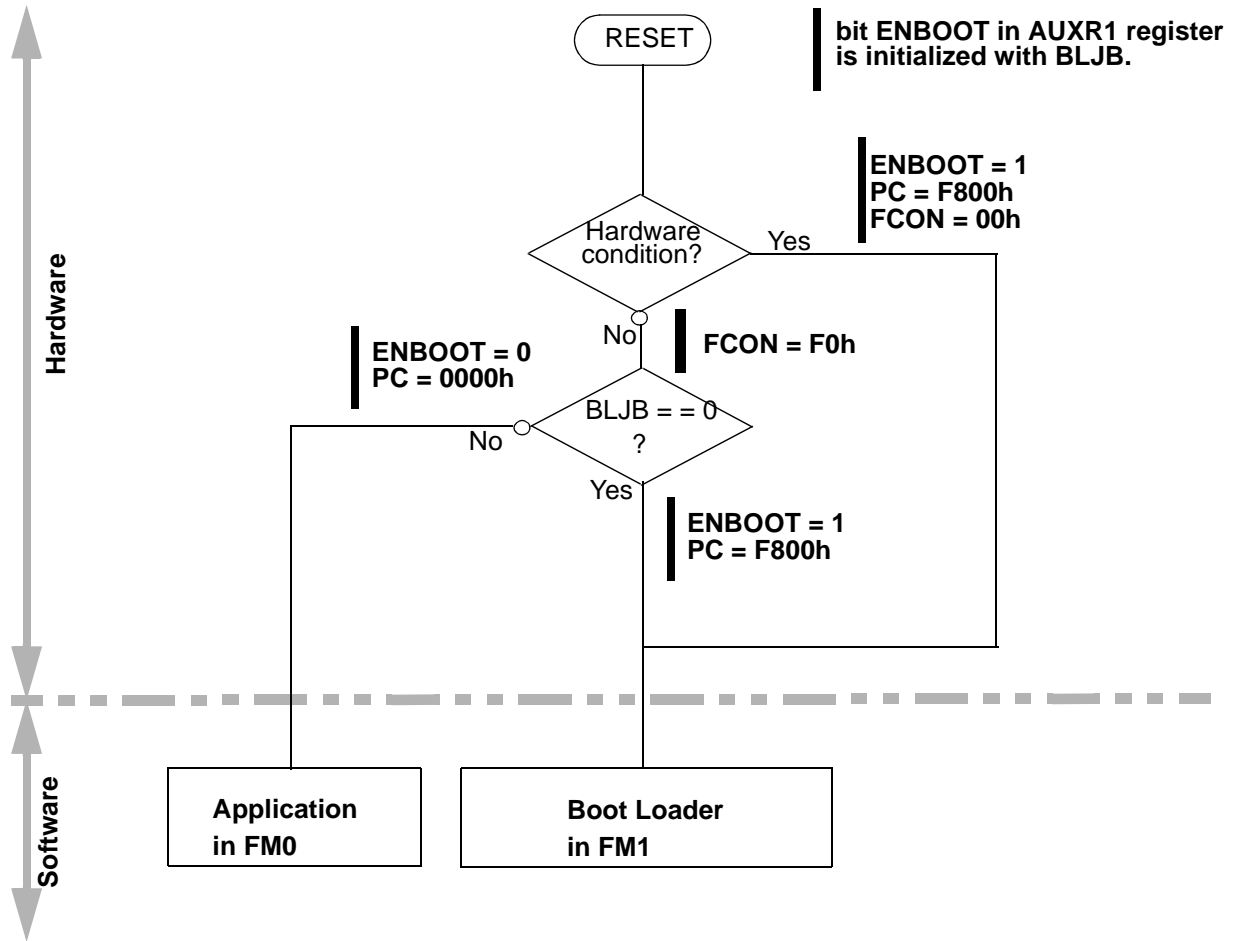 RESET
bit ENBOOT in AUXR1 register
is initialized with BLJB.
ENBOOT = 1
PC = F800h
FCON = 00h
Hardware
condition?
Yes
No
FCON = F0h
ENBOOT = 0
PC = 0000h
BLJB = = 0
?
No
Yes
ENBOOT = 1
PC = F800h
Hardware
Software
Application
in FM0
Boot Loader
in FM1